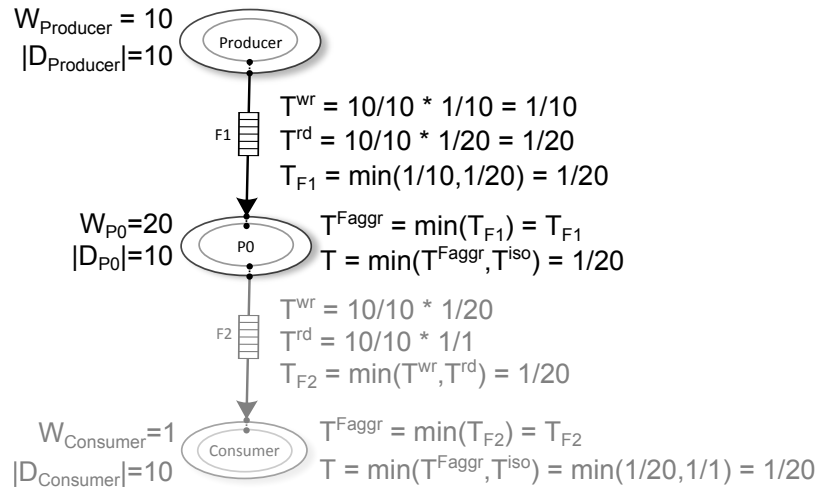 W_Producer = 10
|D_Producer|=10
Producer
F1
T^wr = 10/10 * 1/10 = 1/10
T^rd = 10/10 * 1/20 = 1/20
T_F1 = min(1/10,1/20) = 1/20
W_P0=20
|D_P0|=10
P0
T^Faggr = min(T_F1) = T_F1
T = min(T^Faggr,T^iso) = 1/20
F2
T^wr = 10/10 * 1/20
T^rd = 10/10 * 1/1
T_F2 = min(T^wr,T^rd) = 1/20
W_Consumer=1
|D_Consumer|=10
Consumer
T^Faggr = min(T_F2) = T_F2
T = min(T^Faggr,T^iso) = min(1/20,1/1) = 1/20